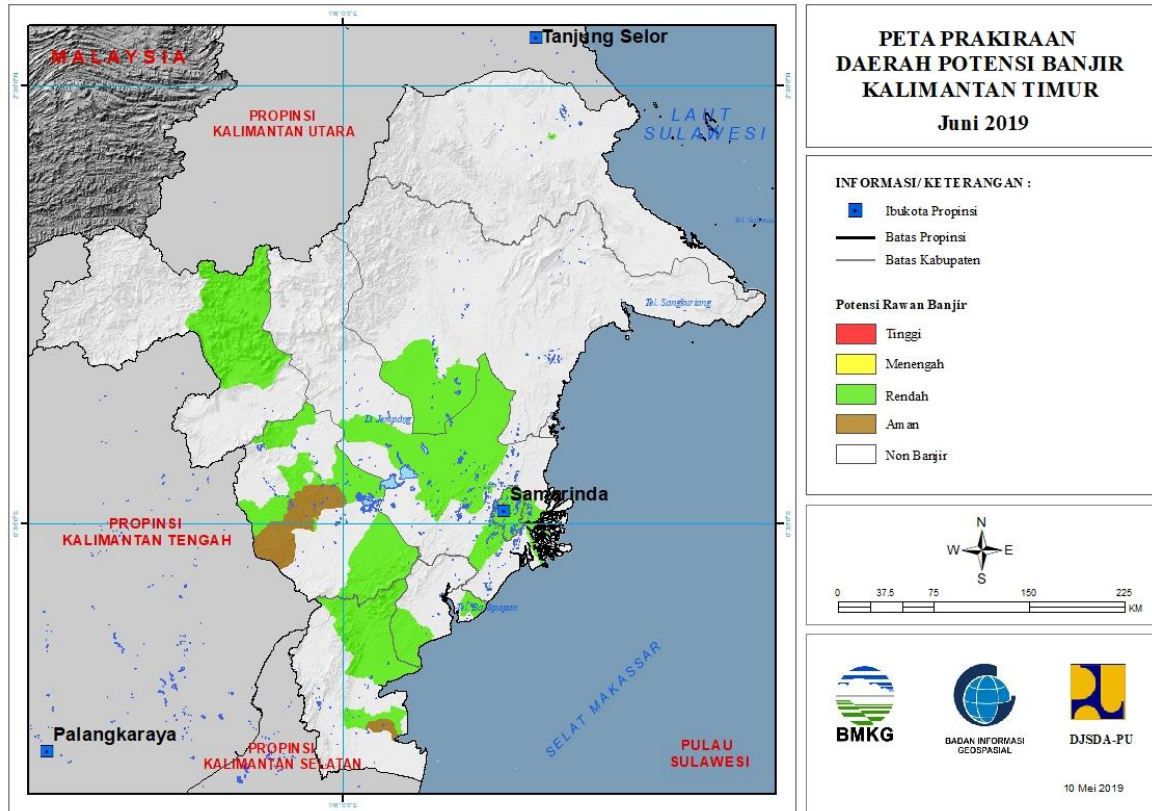 Tanjung Selor
MALAYSIA
PROPINSI
KALIMANTAN UTARA
LAUT
SULAWESI
Tel. Sangkuriang
D. Jempang
Samarinda
PROPINSI
KALIMANTAN TENGAH
Tel. Balikpapan
SELAT MAKASSAR
Palangkaraya
PROPINSI
KALIMANTAN SELATAN
PULAU
SULAWESI
PETA PRAKIRAAN
DAERAH POTENSI BANJIR
KALIMANTAN TIMUR
Juni 2019
INFORMASI/ KETERANGAN :
Ibukota Propinsi
Batas Propinsi
Batas Kabupaten
Potensi Rawan Banjir
Tinggi
Menengah
Rendah
Aman
Non Banjir
N
W E
S
0 37.5 75 150 225
KM
BMKG
BADAN INFORMASI
GEOSPASIAL
DJSDA-PU
10 Mei 2019